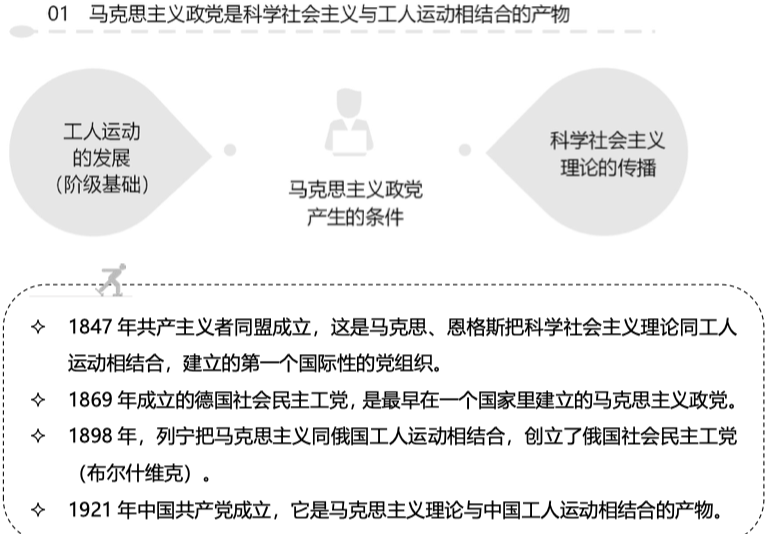 01 马克思主义政党是科学社会主义与工人运动相结合的产物
工人运动
的发展
（阶级基础）
马克思主义政党
产生的条件
科学社会主义
理论的传播
✧ 1847 年共产主义者同盟成立，这是马克思、恩格斯把科学社会主义理论同工人
运动相结合，建立的第一个国际性的党组织。
✧ 1869 年成立的德国社会民主工党，是最早在一个国家里建立的马克思主义政党。
✧ 1898 年，列宁把马克思主义同俄国工人运动相结合，创立了俄国社会民主工党
（布尔什维克）。
✧ 1921 年中国共产党成立，它是马克思主义理论与中国工人运动相结合的产物。